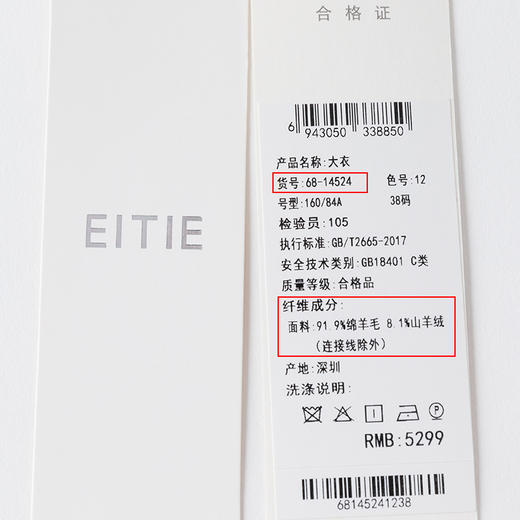 EITIE
合格证
6 943050 338850
产品名称:大衣
货号:68-14524 色号:12
号型:160/84A 38码
检验员:105
执行标准:GB/T2665-2017
安全技术类别:GB18401 C类
质量等级:合格品
纤维成分:
面料:91.9%绵羊毛 8.1%山羊绒
(连接线除外)
产地:深圳
洗涤说明:
P
RMB:5299
68145241238